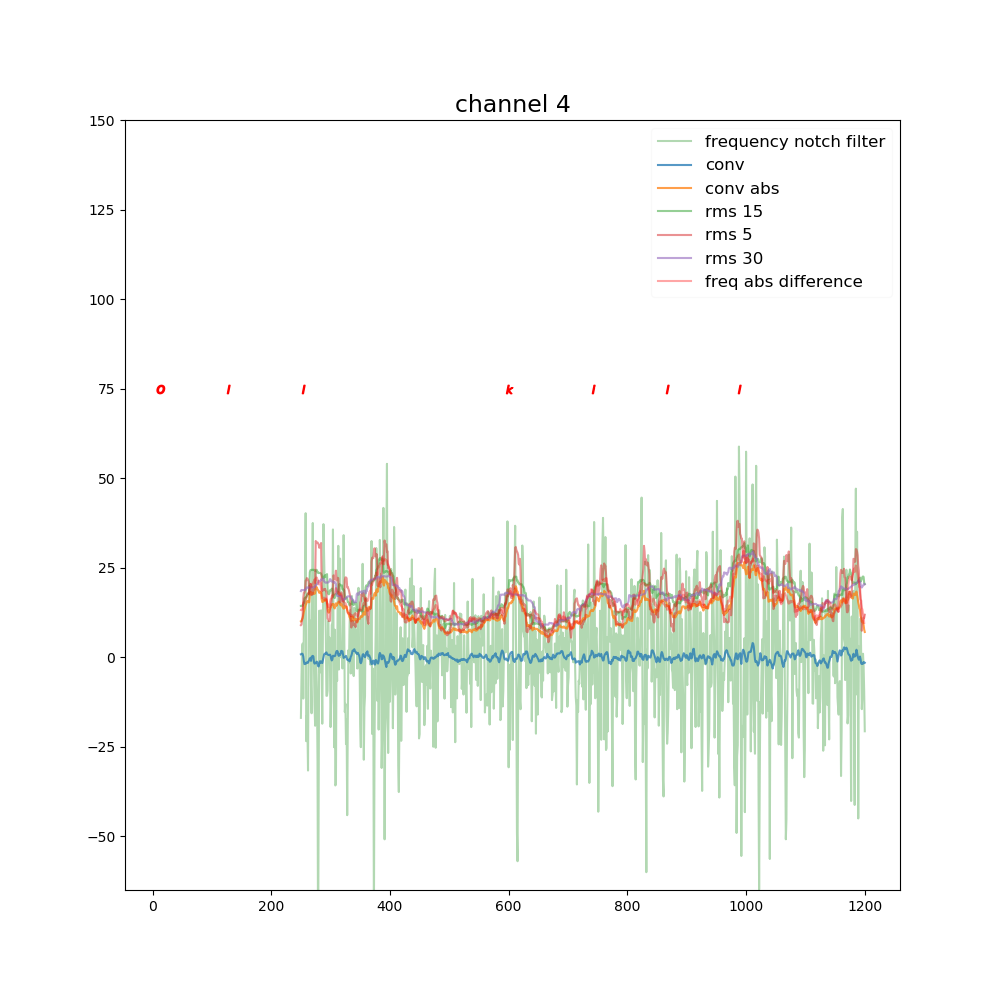 channel 4
150
frequency notch filter
conv
conv abs
rms 15
rms 5
rms 30
freq abs difference
125
100
75
o l l k l l l
50
25
0
−25
−50
0 200 400 600 800 1000 1200